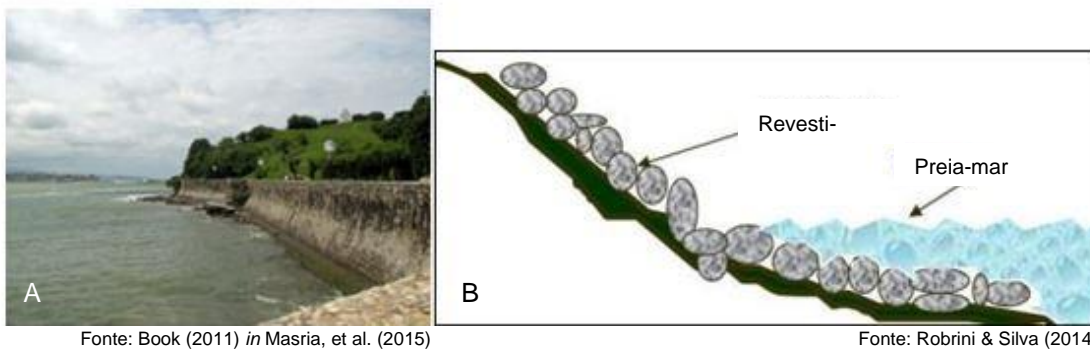 Revesti-
Preia-mar
A
B
Fonte: Book (2011) in Masria, et al. (2015)
Fonte: Robrini & Silva (2014